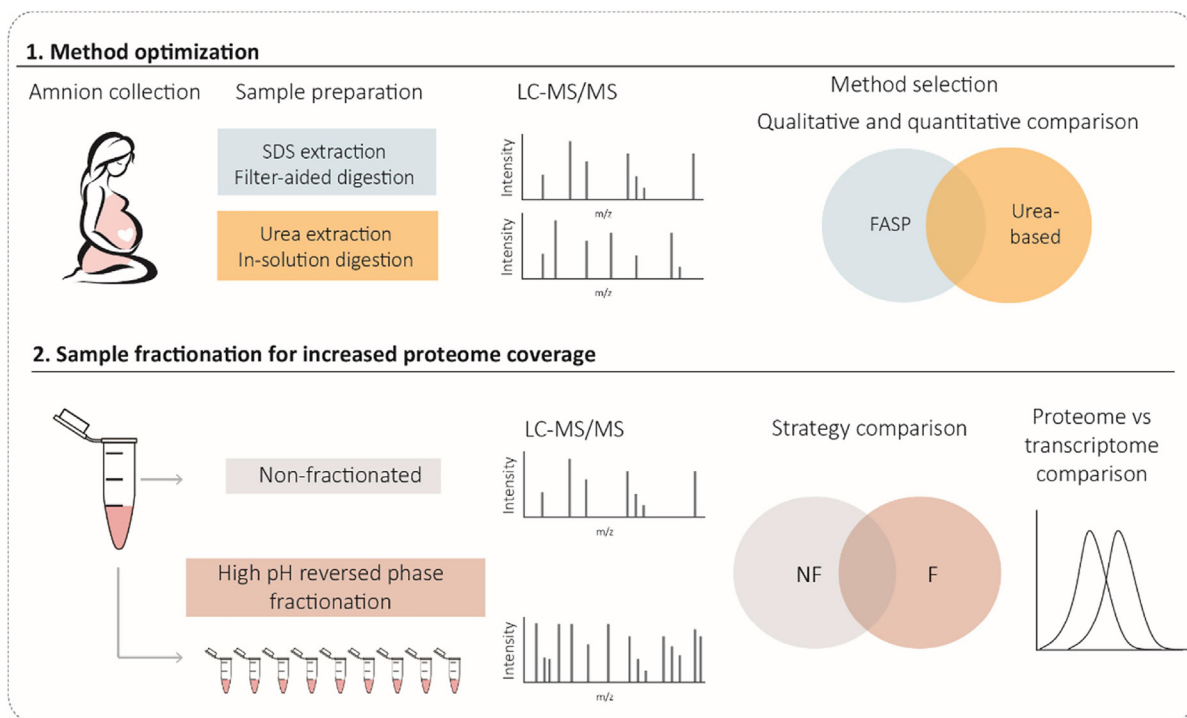 1. Method optimization
Amnion collection
Sample preparation
LC-MS/MS
Method selection
Qualitative and quantitative comparison
SDS extraction
Filter-aided digestion
Urea extraction
In-solution digestion
Intensity
m/z
Intensity
m/z
FASP
Urea-
based
2. Sample fractionation for increased proteome coverage
Non-fractionated
High pH reversed phase
fractionation
LC-MS/MS
Intensity
m/z
Intensity
m/z
Strategy comparison
NF
F
Proteome vs
transcriptome
comparison